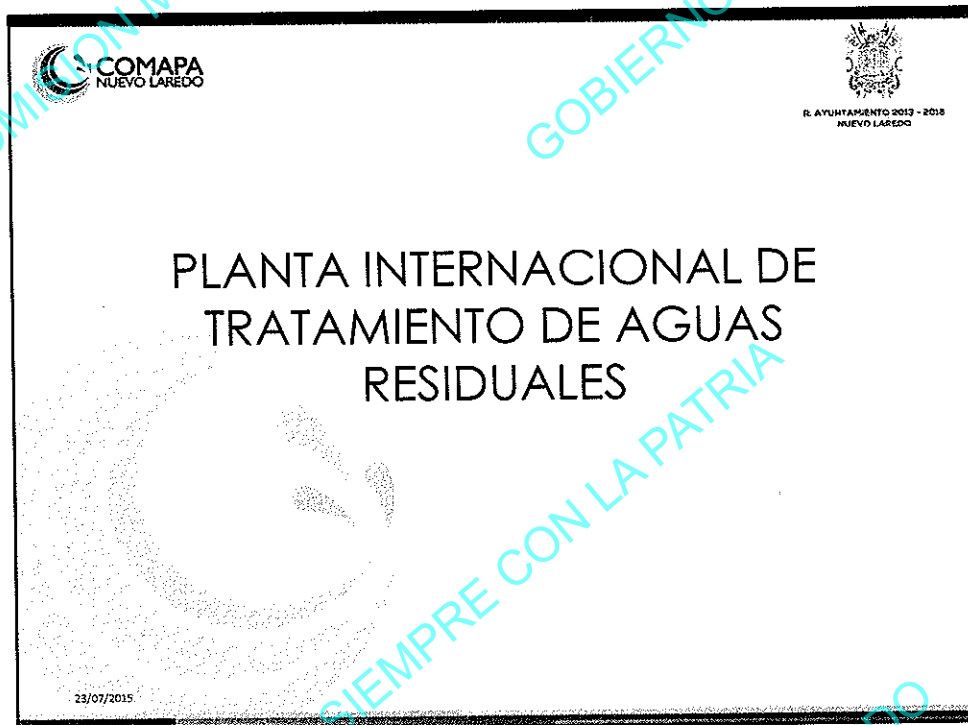 COMAPA
NUEVO LAREDO
GOBIERNO
R. AYUNTAMIENTO 2013 - 2018
NUEVO LAREDO
PLANTA INTERNACIONAL DE
TRATAMIENTO DE AGUAS
RESIDUALES
SIEMPRE CON LA PATRIA
23/07/2015